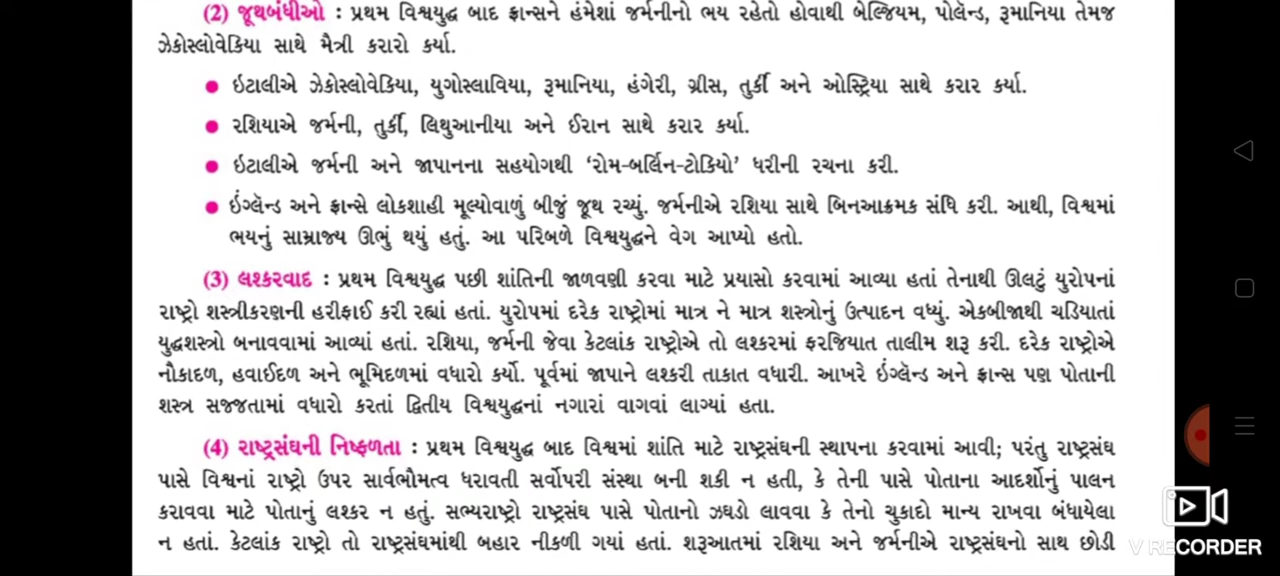 (2) જૂથબંધીઓ : પ્રથમ વિશ્વયુદ્ધ બાદ ફ્રાન્સને હંમેશાં જર્મનીનો ભય રહેતો હોવાથી બેલ્જિયમ, પોલૅન્ડ, રૂમાનિયા તેમજ
ઝેકોસ્લોવેકિયા સાથે મૈત્રી કરારો કર્યા.
● ઇટાલીએ ઝેકોસ્લોવેકિયા, યુગોસ્લાવિયા, રૂમાનિયા, હંગેરી, ગ્રીસ, તુર્કી અને ઓસ્ટ્રિયા સાથે કરાર કર્યા.
● રશિયાએ જર્મની, તુર્કી, લિથુઆનીયા અને ઈરાન સાથે કરાર કર્યા.
● ઇટાલીએ જર્મની અને જાપાનના સહયોગથી ‘રોમ-બર્લિન-ટોકિયો’ ધરીની રચના કરી.
● ઇંગ્લૅન્ડ અને ફ્રાન્સે લોકશાહી મૂલ્યોવાળું બીજું જૂથ રચ્યું. જર્મનીએ રશિયા સાથે બિનઆક્રમક સંધિ કરી. આથી, વિશ્વમાં
ભયનું સામ્રાજ્ય ઊભું થયું હતું. આ પરિબળે વિશ્વયુદ્ધને વેગ આપ્યો હતો.
(3) લશ્કરવાદ : પ્રથમ વિશ્વયુદ્ધ પછી શાંતિની જાળવણી કરવા માટે પ્રયાસો કરવામાં આવ્યા હતાં તેનાથી ઊલટું યુરોપનાં
રાષ્ટ્રો શસ્ત્રીકરણની હરીફાઈ કરી રહ્યાં હતાં. યુરોપમાં દરેક રાષ્ટ્રોમાં માત્ર ને માત્ર શસ્ત્રોનું ઉત્પાદન વધ્યું. એકબીજાથી ચડિયાતાં
યુદ્ધશસ્ત્રો બનાવવામાં આવ્યાં હતાં. રશિયા, જર્મની જેવા કેટલાંક રાષ્ટ્રોએ તો લશ્કરમાં ફરજિયાત તાલીમ શરૂ કરી. દરેક રાષ્ટ્રોએ
નૌકાદળ, હવાઈદળ અને ભૂમિદળમાં વધારો કર્યો. પૂર્વમાં જાપાને લશ્કરી તાકાત વધારી. આખરે ઇંગ્લૅન્ડ અને ફ્રાન્સ પણ પોતાની
શસ્ત્ર સજ્જતામાં વધારો કરતાં દ્વિતીય વિશ્વયુદ્ધનાં નગારાં વાગવાં લાગ્યાં હતા.
(4) રાષ્ટ્રસંઘની નિષ્ફળતા : પ્રથમ વિશ્વયુદ્ધ બાદ વિશ્વમાં શાંતિ માટે રાષ્ટ્રસંઘની સ્થાપના કરવામાં આવી; પરંતુ રાષ્ટ્રસંઘ
પાસે વિશ્વનાં રાષ્ટ્રો ઉપર સાર્વભૌમત્વ ધરાવતી સર્વોપરી સંસ્થા બની શકી ન હતી, કે તેની પાસે પોતાના આદર્શોનું પાલન
કરાવવા માટે પોતાનું લશ્કર ન હતું. સભ્યરાષ્ટ્રો રાષ્ટ્રસંઘ પાસે પોતાનો ઝઘડો લાવવા કે તેનો ચુકાદો માન્ય રાખવા બંધાયેલા
ન હતાં. કેટલાંક રાષ્ટ્રો તો રાષ્ટ્રસંઘમાંથી બહાર નીકળી ગયાં હતાં. શરૂઆતમાં રશિયા અને જર્મનીએ રાષ્ટ્રસંઘનો સાથ છોડી
V RECORDER